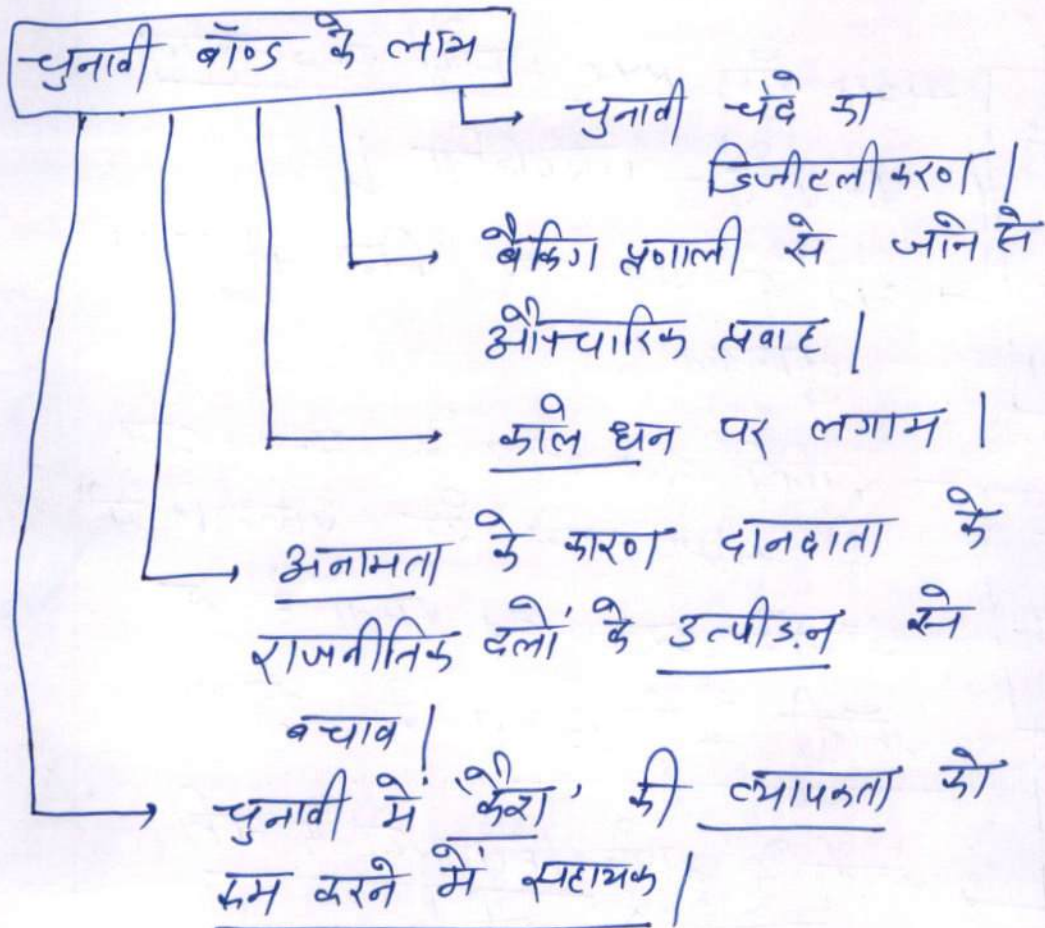 चुनावी बॉण्ड के लाभ
चुनावी चंदे का
डिजीटलीकरण।
बैकिंग प्रणाली से जाने से
औपचारिक प्रवाह।
काले धन पर लगाम।
अनामता के कारण दानदाता के
राजनीतिक दलों के उत्पीड़न से
बचाव।
चुनावी में 'कैश' की व्यापकता को
कम करने में सहायक।